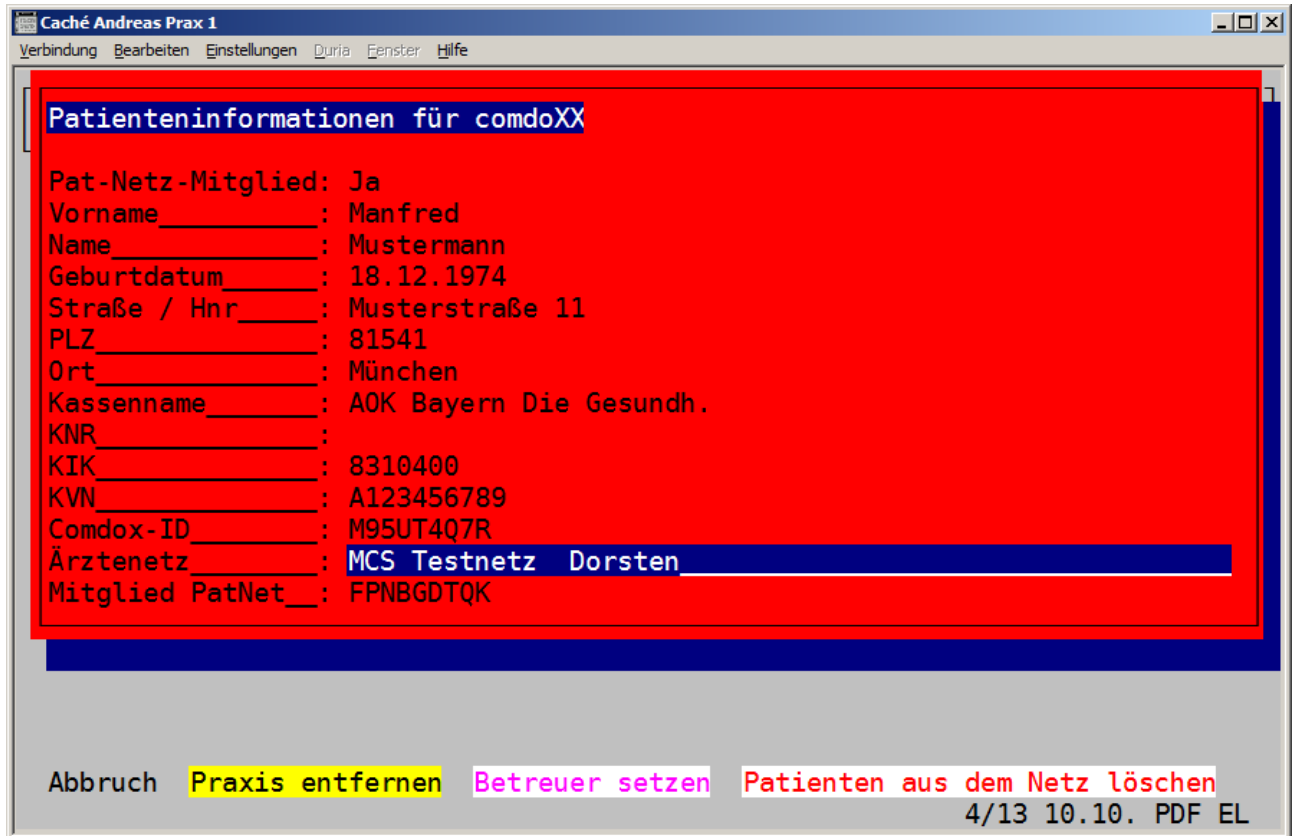 Caché Andreas Prax 1
Verbindung Bearbeiten Einstellungen Duria Fenster Hilfe
Patienteninformationen für comdoXX
Pat-Netz-Mitglied: Ja
Vorname__________: Manfred
Name_____________: Mustermann
Geburtdatum______: 18.12.1974
Straße / Hnr_____: Musterstraße 11
PLZ______________: 81541
Ort______________: München
Kassenname_______: AOK Bayern Die Gesundh.
KNR______________:
KIK______________: 8310400
KVN______________: A123456789
Comdox-ID________: M95UT4Q7R
Ärztenetz________: MCS Testnetz  Dorsten___________________________________
Mitglied PatNet__: FPNBGDTQK
Abbruch Praxis entfernen Betreuer setzen Patienten aus dem Netz löschen
4/13 10.10. PDF EL